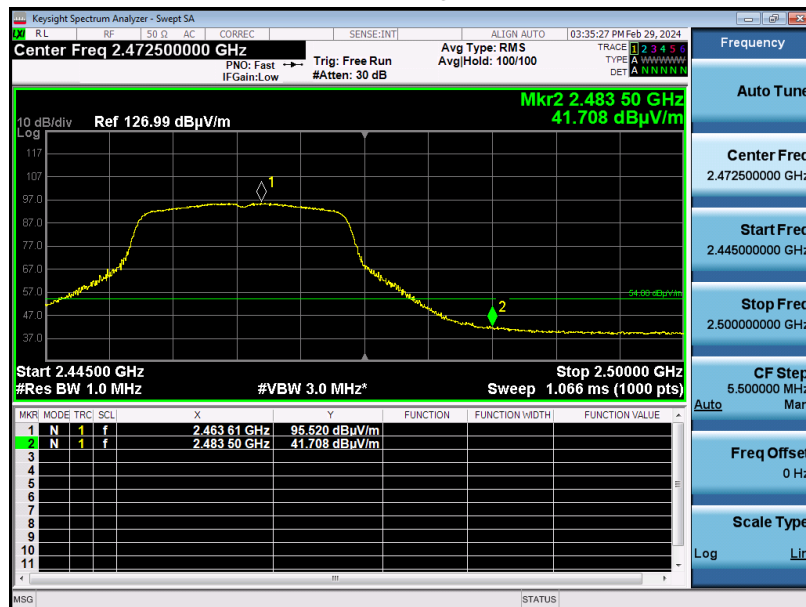 Keysight Spectrum Analyzer - Swept SA
LXI RL RF 50 Ω AC CORREC SENSE:INT ALIGN AUTO 03:35:27 PM Feb 29, 2024
Center Freq 2.472500000 GHz
PNO: Fast
IFGain:Low
Trig: Free Run
#Atten: 30 dB
Avg Type: RMS
Avg|Hold: 100/100
TRACE 1 2 3 4 5 6
TYPE A WWWWW
DET A N N N N N
Mkr2 2.483 50 GHz
41.708 dBµV/m
10 dB/div Ref 126.99 dBµV/m
Log
117
107
97.0
87.0
77.0
67.0
57.0
47.0
37.0
1
2
54.00 dBµV/m
Start 2.44500 GHz Stop 2.50000 GHz
#Res BW 1.0 MHz #VBW 3.0 MHz* Sweep 1.066 ms (1000 pts)
MKR MODE TRC SCL X Y FUNCTION FUNCTION WIDTH FUNCTION VALUE
1 N 1 f 2.463 61 GHz 95.520 dBµV/m
2 N 1 f 2.483 50 GHz 41.708 dBµV/m
3
4
5
6
7
8
9
10
11
MSG STATUS
Frequency
Auto Tune
Center Freq
2.472500000 GHz
Start Freq
2.445000000 GHz
Stop Freq
2.500000000 GHz
CF Step
5.500000 MHz
Auto Man
Freq Offset
0 Hz
Scale Type
Log Lin